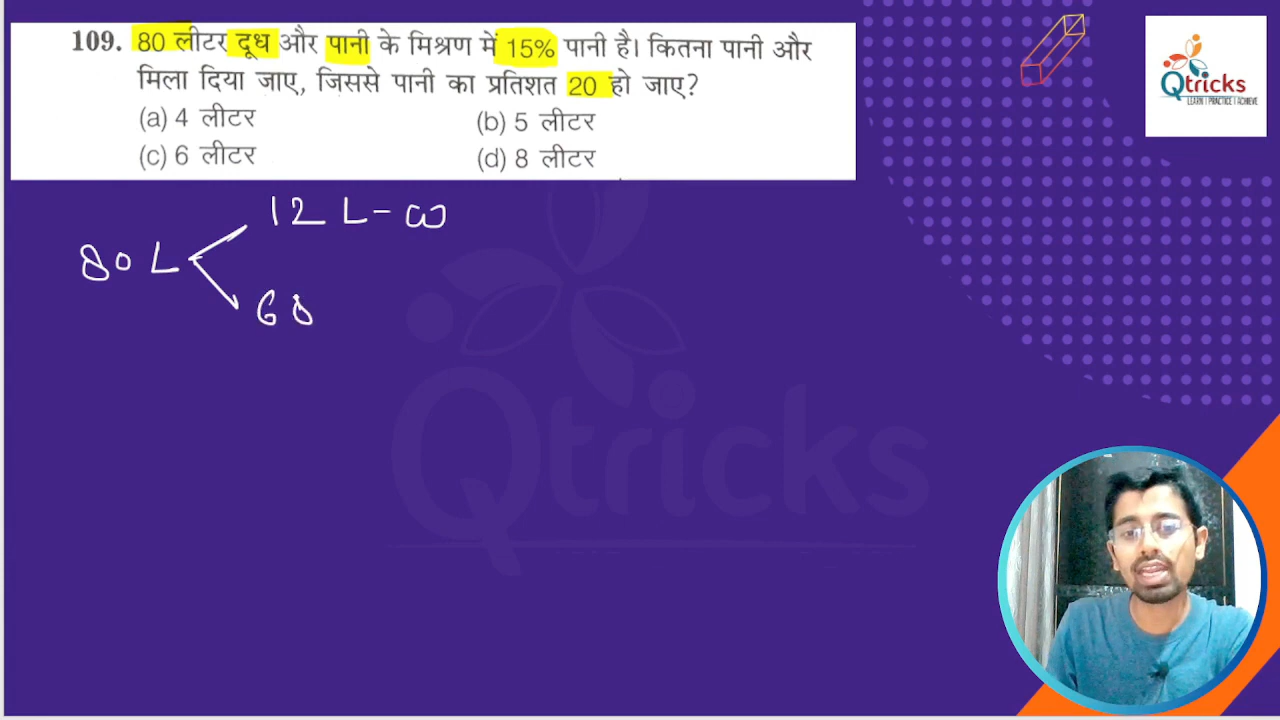 109. 80 लीटर दूध और पानी के मिश्रण में 15% पानी है। कितना पानी और
मिला दिया जाए, जिससे पानी का प्रतिशत 20 हो जाए?
(a) 4 लीटर (b) 5 लीटर
(c) 6 लीटर (d) 8 लीटर
12 L - w
80 L
68
Qtricks
LEARN | PRACTICE | ACHIEVE
Qtricks